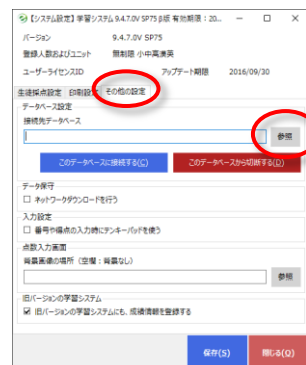 【システム設定】学習システム 9.4.7.0V SP75 β版 有効期限：20...
バージョン 9.4.7.0V SP75
登録人数およびユニット 無制限 小中高演英
ユーザーライセンスID アップデート期限 2016/09/30
生徒採点設定 印刷設定 その他の設定
データベース設定
接続先データベース
参照
このデータベースに接続する(C) このデータベースから切断する(D)
データ保守
ネットワークダウンロードを行う
入力設定
番号や得点の入力時にテンキーパッドを使う
点数入力画面
背景画像の場所（空欄：背景なし）
参照
旧バージョンの学習システム
旧バージョンの学習システムにも、成績情報を登録する
保存(S) 閉じる(Q)